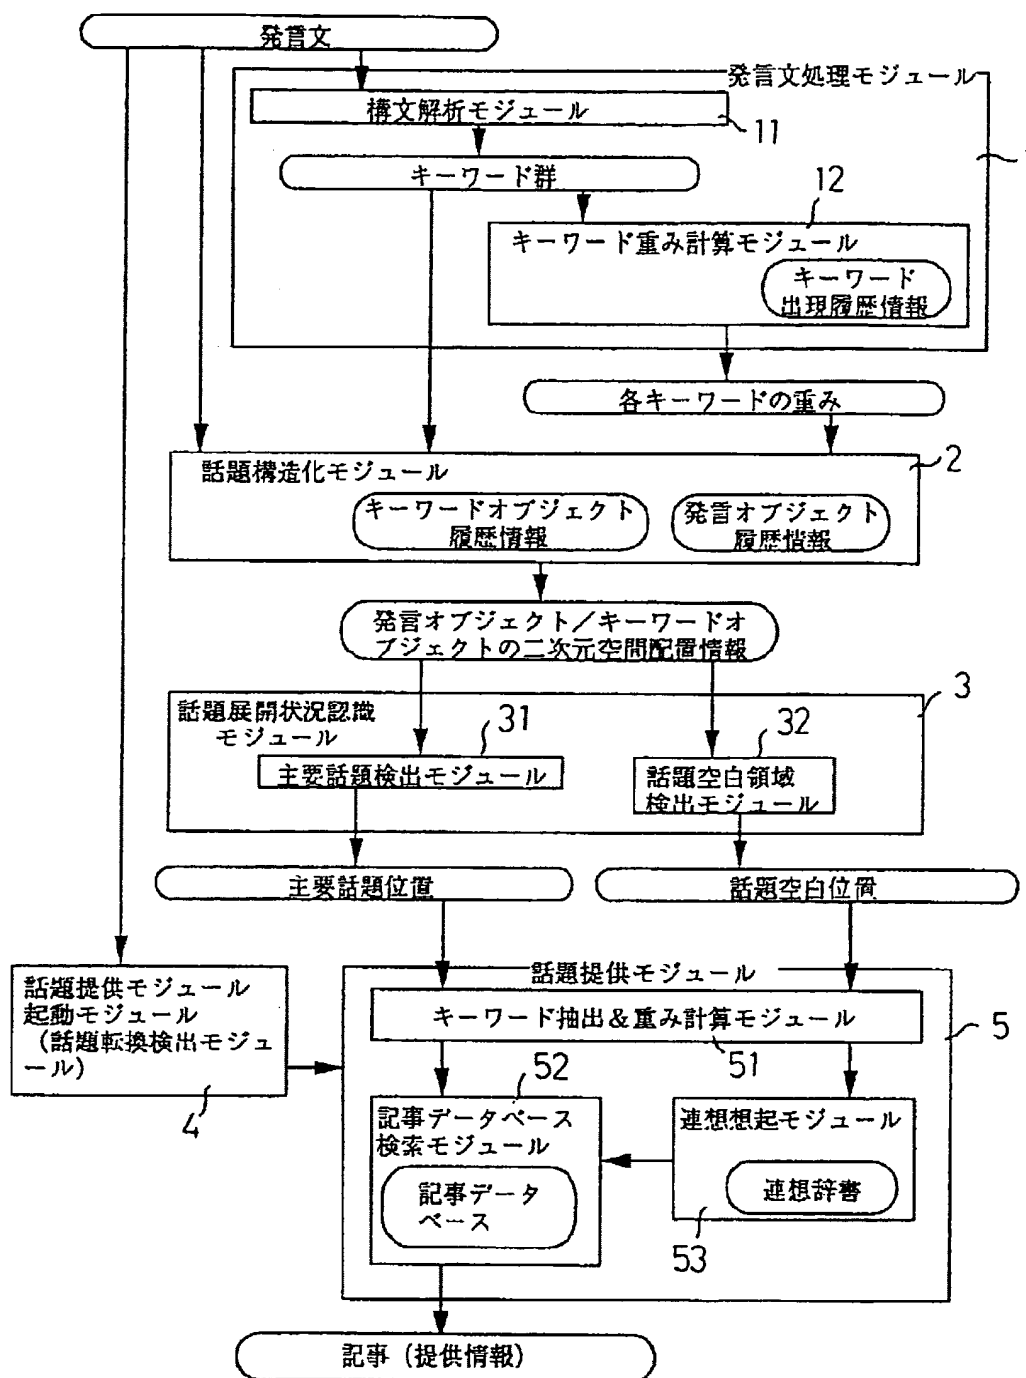 発言文
発言文処理モジュール
構文解析モジュール
11
キーワード群
12
キーワード重み計算モジュール
キーワード
出現履歴情報
各キーワードの重み
2
話題構造化モジュール
キーワードオブジェクト
履歴情報
発言オブジェクト
履歴情報
発言オブジェクト/キーワードオ
ブジェクトの二次元空間配置情報
3
話題展開状況認識
モジュール
31
主要話題検出モジュール
32
話題空白領域
検出モジュール
主要話題位置
話題空白位置
話題提供モジュール
起動モジュール
(話題転換検出モジュ
ール)
4
話題提供モジュール
キーワード抽出&重み計算モジュール
5
51
52
記事データベース
検索モジュール
記事データ
ベース
連想想起モジュール
連想辞書
53
記事(提供情報)